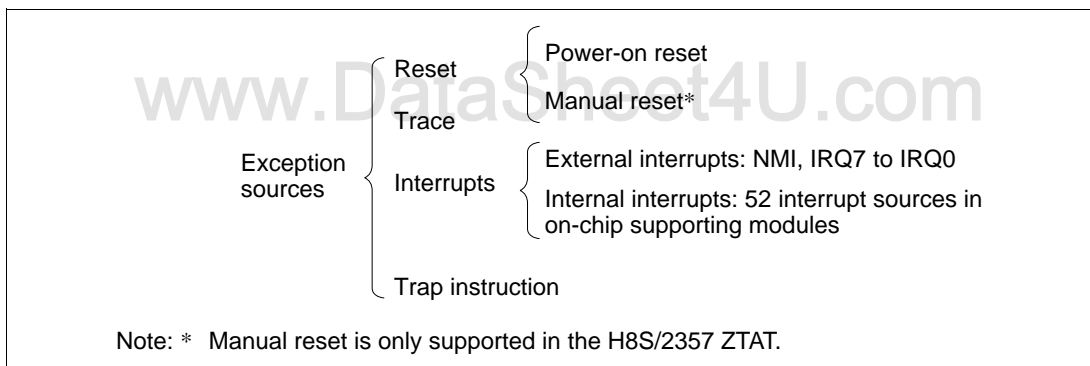 www.DataSheet4U.com
Exception
sources
Reset
Power-on reset
Manual reset*
Trace
Interrupts
External interrupts: NMI, IRQ7 to IRQ0
Internal interrupts: 52 interrupt sources in
on-chip supporting modules
Trap instruction
Note: * Manual reset is only supported in the H8S/2357 ZTAT.